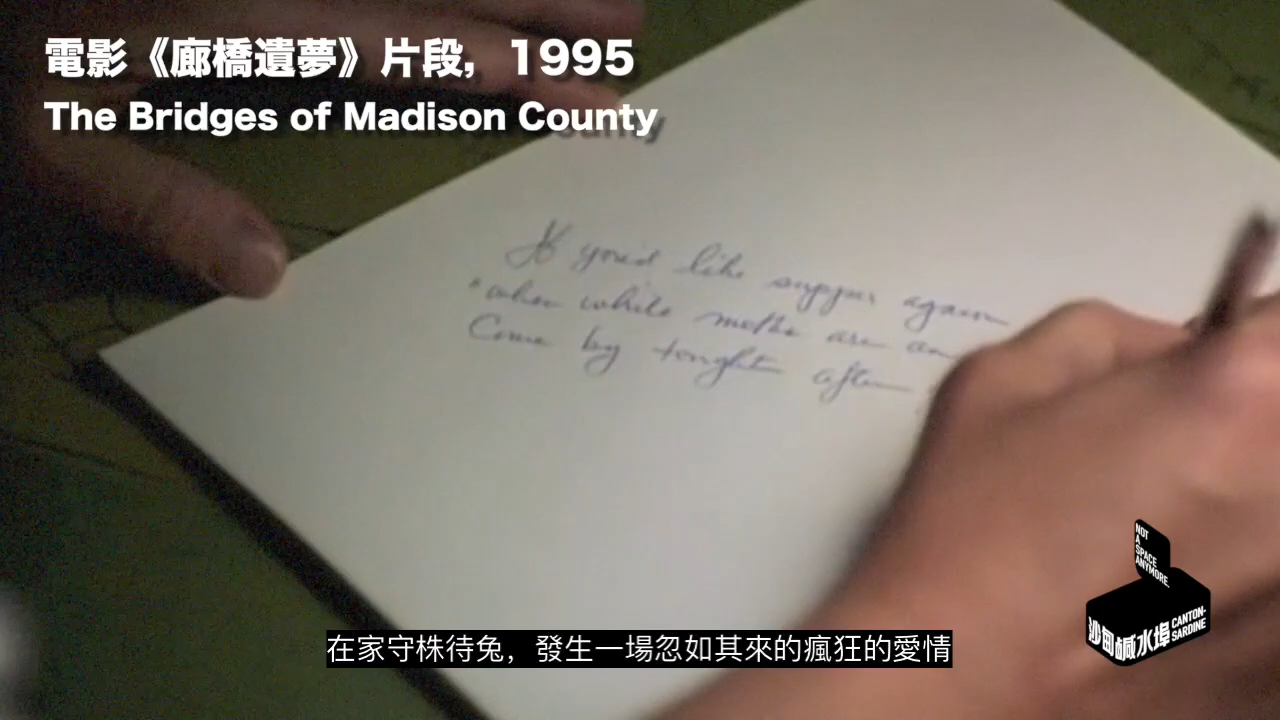 電影《廊橋遺夢》片段，1995
The Bridges of Madison County
If you'd like supper again
"when white moths are on
Come by tonight after
NOT
A
SPACE
ANYMORE.
CANTON-
SARDINE
沙甸鹹水埠
在家守株待兔，發生一場忽如其來的瘋狂的愛情